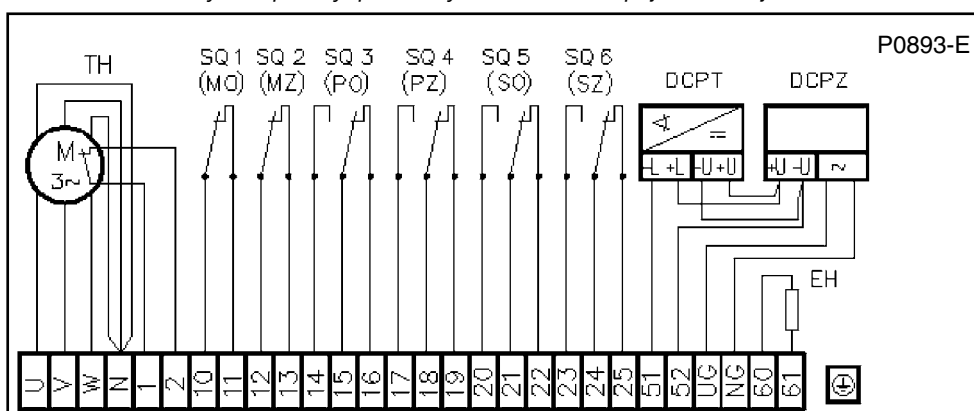 P0893-E
TH SQ 1 SQ 2 SQ 3 SQ 4 SQ 5 SQ 6 DCPT DCPZ
(MO) (MZ) (PO) (PZ) (SO) (SZ)
M
3~
=
-L +L -U +U +U -U ~
EH
U V W N 1 2 10 11 12 13 14 15 16 17 18 19 20 21 22 23 24 25 51 52 UG NG 60 61